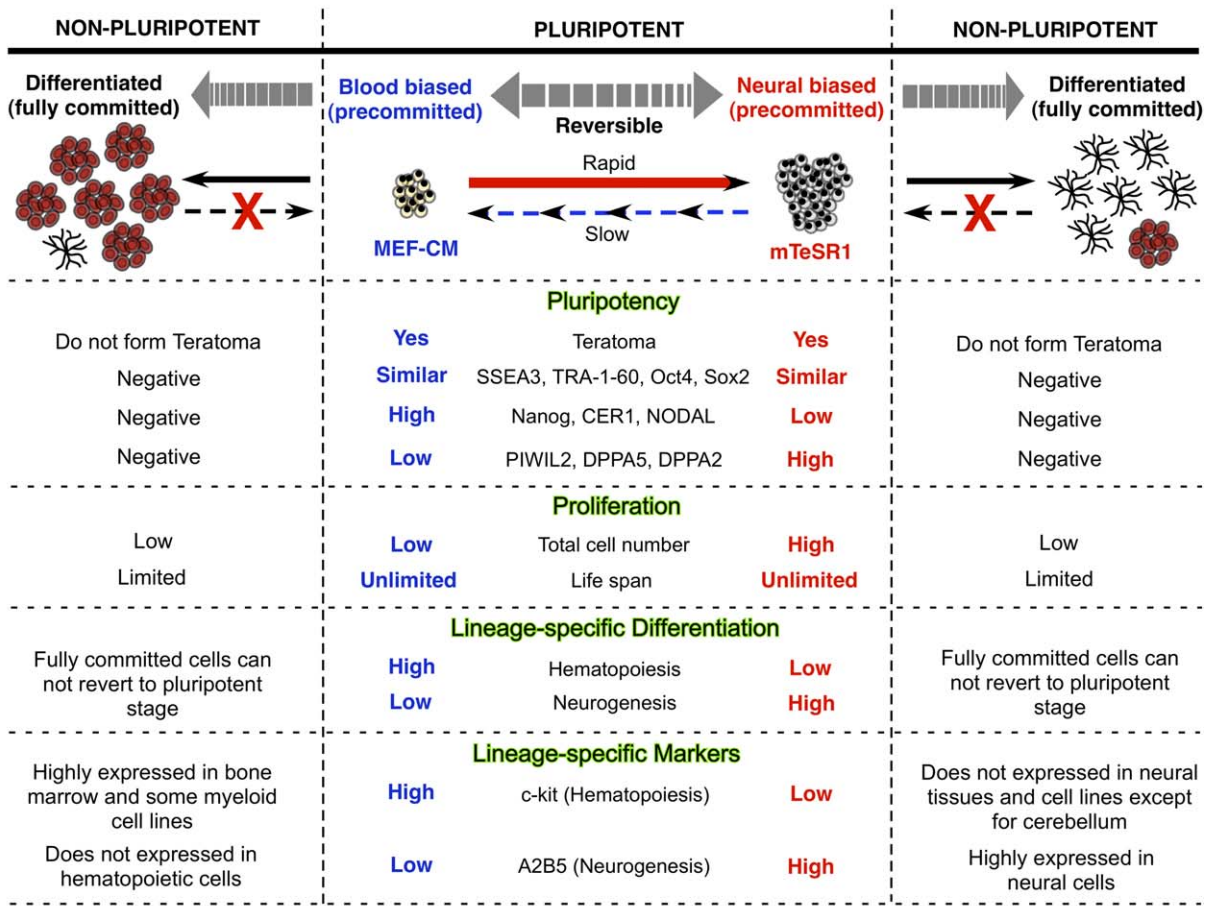 NON-PLURIPOTENT
PLURIPOTENT
NON-PLURIPOTENT
Differentiated
(fully committed)
Blood biased
(precommitted)
Reversible
Neural biased
(precommitted)
Differentiated
(fully committed)
X
Rapid
Slow
MEF-CM
mTeSR1
X
Pluripotency
Do not form Teratoma
Yes
Teratoma
Yes
Do not form Teratoma
Negative
Similar
SSEA3, TRA-1-60, Oct4, Sox2
Similar
Negative
Negative
High
Nanog, CER1, NODAL
Low
Negative
Negative
Low
PIWIL2, DPPA5, DPPA2
High
Negative
Proliferation
Low
Low
Total cell number
High
Low
Limited
Unlimited
Life span
Unlimited
Limited
Lineage-specific Differentiation
Fully committed cells can
not revert to pluripotent
stage
High
Hematopoiesis
Low
Low
Neurogenesis
High
Fully committed cells can
not revert to pluripotent
stage
Lineage-specific Markers
Highly expressed in bone
marrow and some myeloid
cell lines
High
c-kit (Hematopoiesis)
Low
Does not expressed in neural
tissues and cell lines except
for cerebellum
Does not expressed in
hematopoietic cells
Low
A2B5 (Neurogenesis)
High
Highly expressed in
neural cells